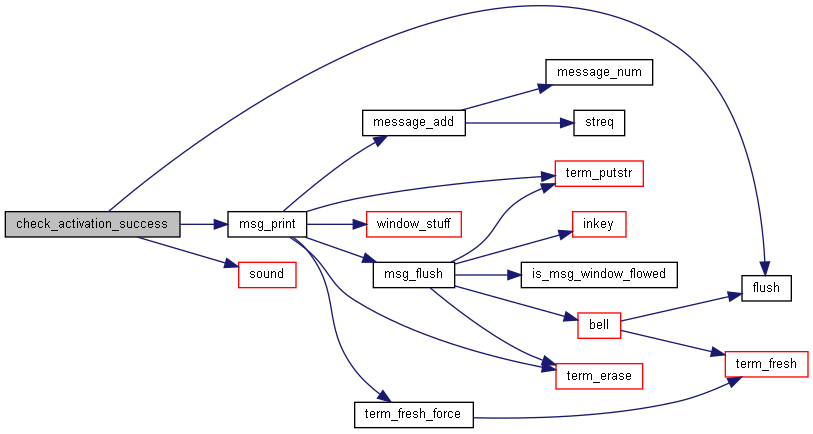 check_activation_success
msg_print
sound
message_add
message_num
streq
term_putstr
window_stuff
inkey
msg_flush
is_msg_window_flowed
flush
bell
term_fresh
term_erase
term_fresh_force